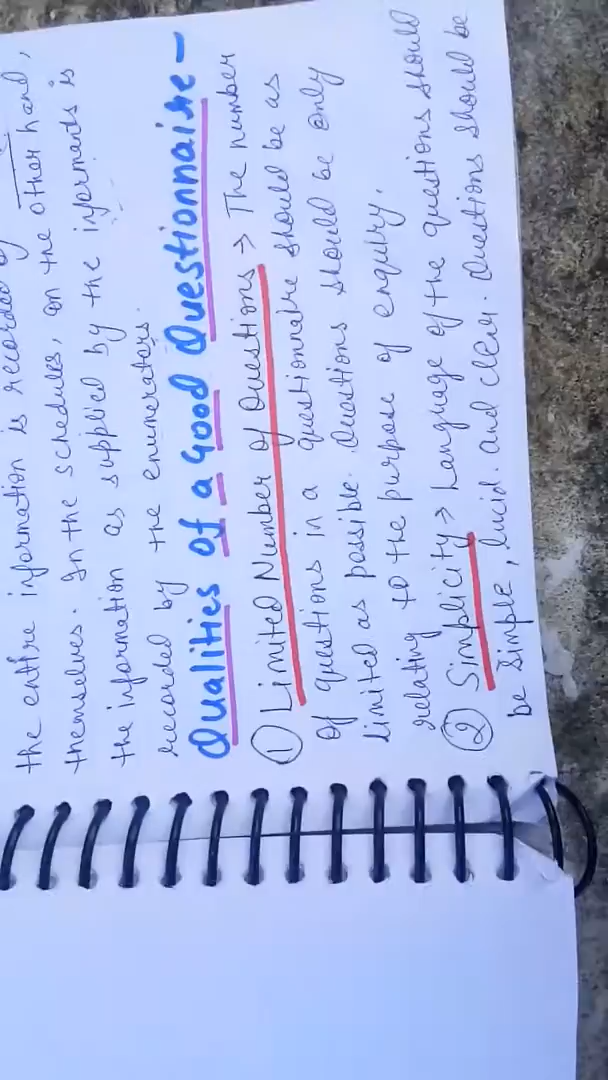 the entire information is recorded
themselves. In the schedules, on the other hand,
the information as supplied by the informants is
recorded by the enumerators.
Qualities of a Good Questionnaire -
① Limited Number of Questions → The number
of questions in a questionnaire should be as
limited as possible. Questions should be only
relating to the purpose of enquiry.
② Simplicity → Language of the questions should
be simple, lucid. and clear. Questions should be